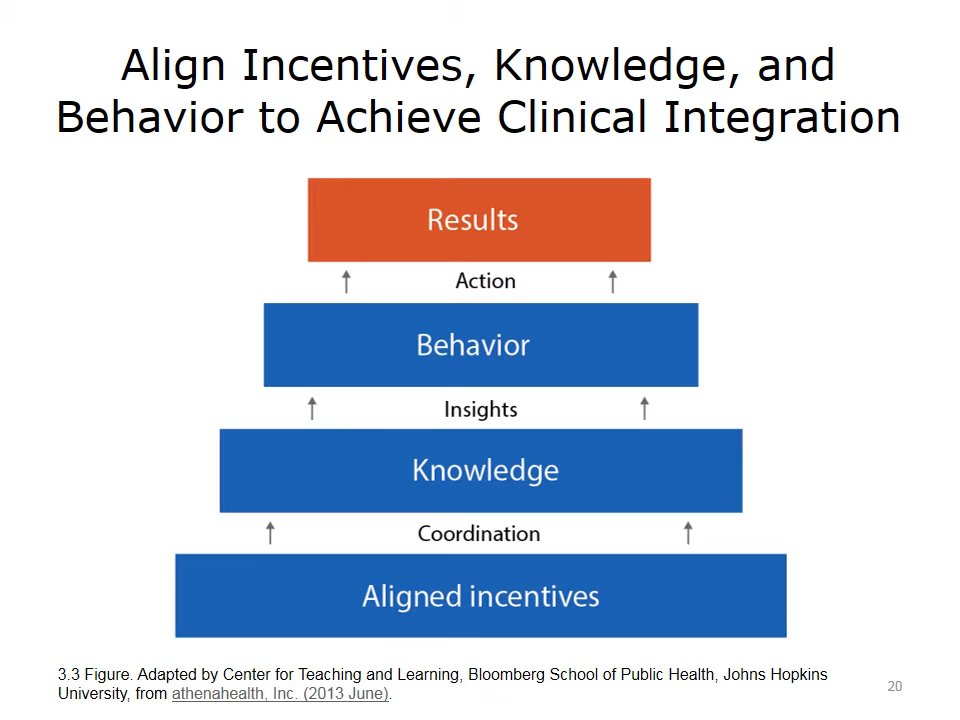 Align Incentives, Knowledge, and
Behavior to Achieve Clinical Integration
Results
Action
Behavior
Insights
Knowledge
Coordination
Aligned incentives
3.3 Figure. Adapted by Center for Teaching and Learning, Bloomberg School of Public Health, Johns Hopkins
University, from athenahealth, Inc. (2013 June).
20